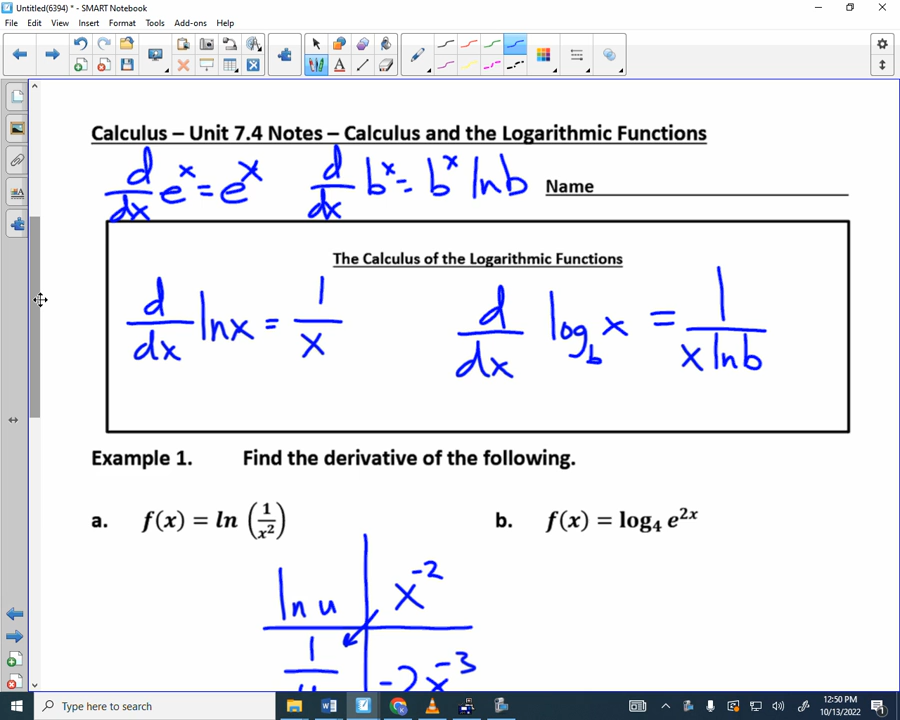 Untitled(6394) * - SMART Notebook
File Edit View Insert Format Tools Add-ons Help
Calculus – Unit 7.4 Notes – Calculus and the Logarithmic Functions
d/dx e^x = e^x d/dx b^x = b^x ln b
Name
The Calculus of the Logarithmic Functions
d/dx ln x = 1/x d/dx log_b x = 1/(x ln b)
Example 1. Find the derivative of the following.
a. f(x) = ln (1/x²) b. f(x) = log₄ e^2x
ln u x^-2
1/u -2x^-3
Type here to search
12:50 PM
10/13/2022